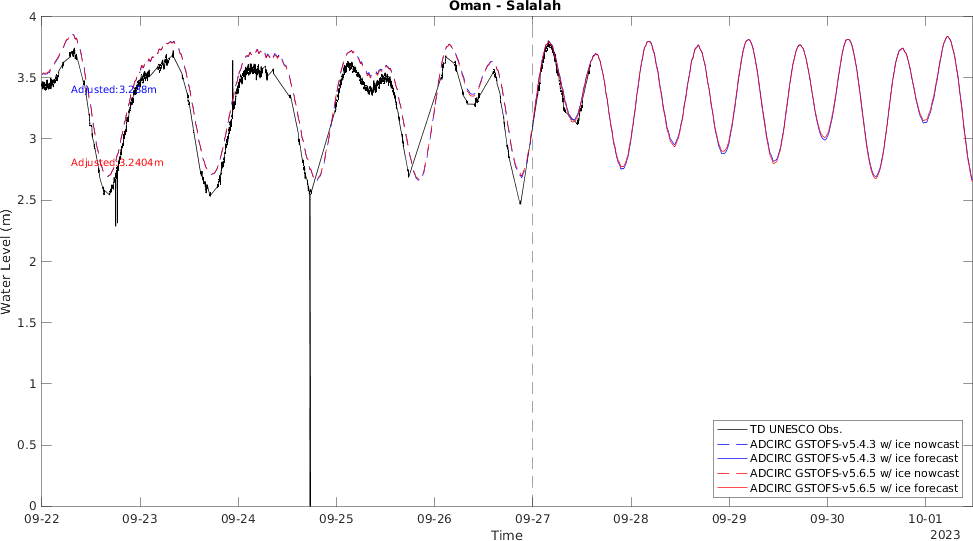 Oman - Salalah
4
3.5
3
2.5
2
1.5
1
0.5
0
Water Level (m)
Adjusted:3.238m
Adjusted:3.2404m
TD UNESCO Obs.
ADCIRC GSTOFS-v5.4.3 w/ ice nowcast
ADCIRC GSTOFS-v5.4.3 w/ ice forecast
ADCIRC GSTOFS-v5.6.5 w/ ice nowcast
ADCIRC GSTOFS-v5.6.5 w/ ice forecast
09-22 09-23 09-24 09-25 09-26 09-27 09-28 09-29 09-30 10-01
Time
2023